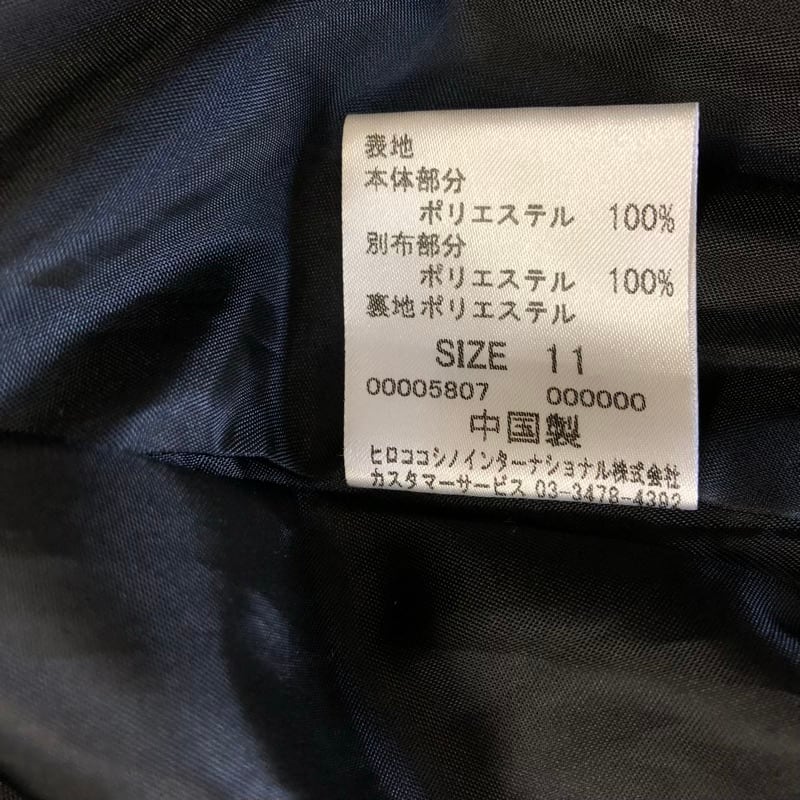 表地
本体部分
ポリエステル 100%
別布部分
ポリエステル 100%
裏地ポリエステル
SIZE 11
00005807 000000
中国製
ヒロココシノインターナショナル株式会社
カスタマーサービス 03-3478-4392